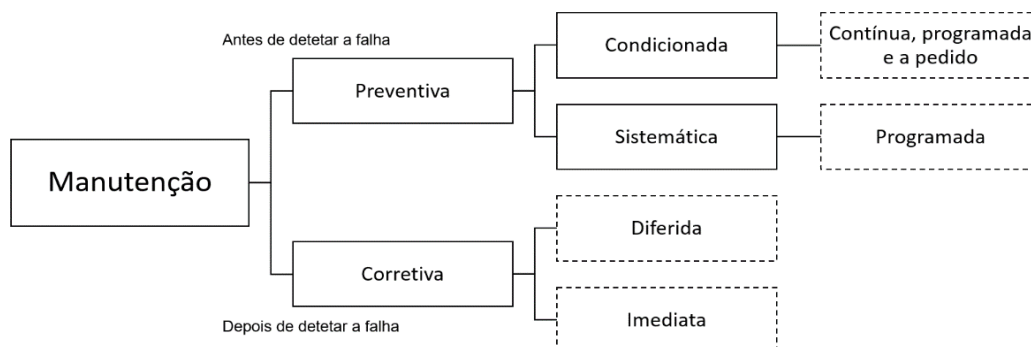 Antes de detetar a falha
Condicionada
Contínua, programada
e a pedido
Preventiva
Sistemática
Programada
Manutenção
Diferida
Corretiva
Depois de detetar a falha
Imediata